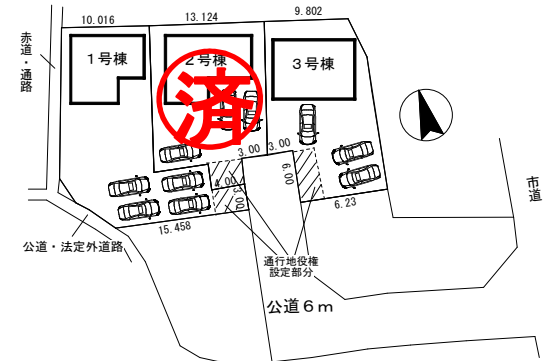 10.016
13.124
9.802
赤道・通路
1号棟
2号棟
3号棟
済
3.00
3.00
6.00
4.00
3.00
6.23
15.458
市道
公道・法定外道路
通行地役権
設定部分
公道6m